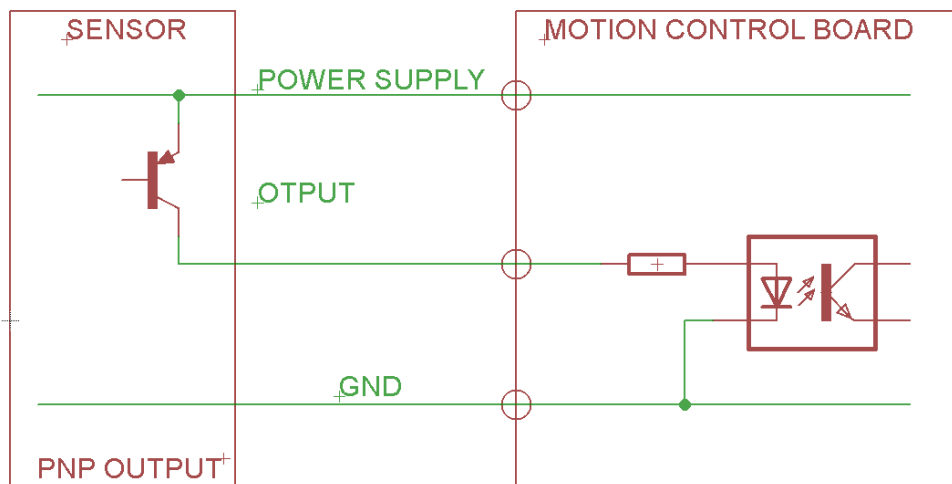 SENSOR
MOTION CONTROL BOARD
POWER SUPPLY
OTPUT
GND
PNP OUTPUT